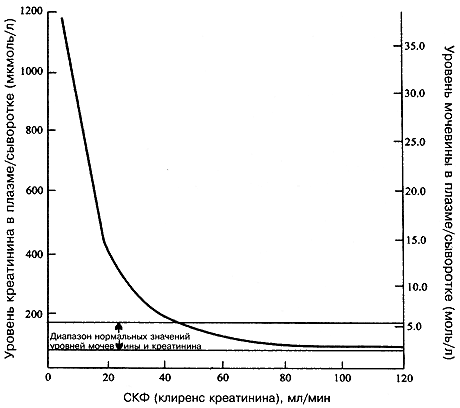 Уровень креатинина в плазме/сыворотке (мкмоль/л)
1200
1000
800
600
400
200
0
35.0
30.0
25.0
20.0
15.0
10.0
5.0
Уровень мочевины в плазме/сыворотке (моль/л)
Диапазон нормальных значений
уровней мочевины и креатинина
0 20 40 60 80 100 120
СКФ (клиренс креатинина), мл/мин